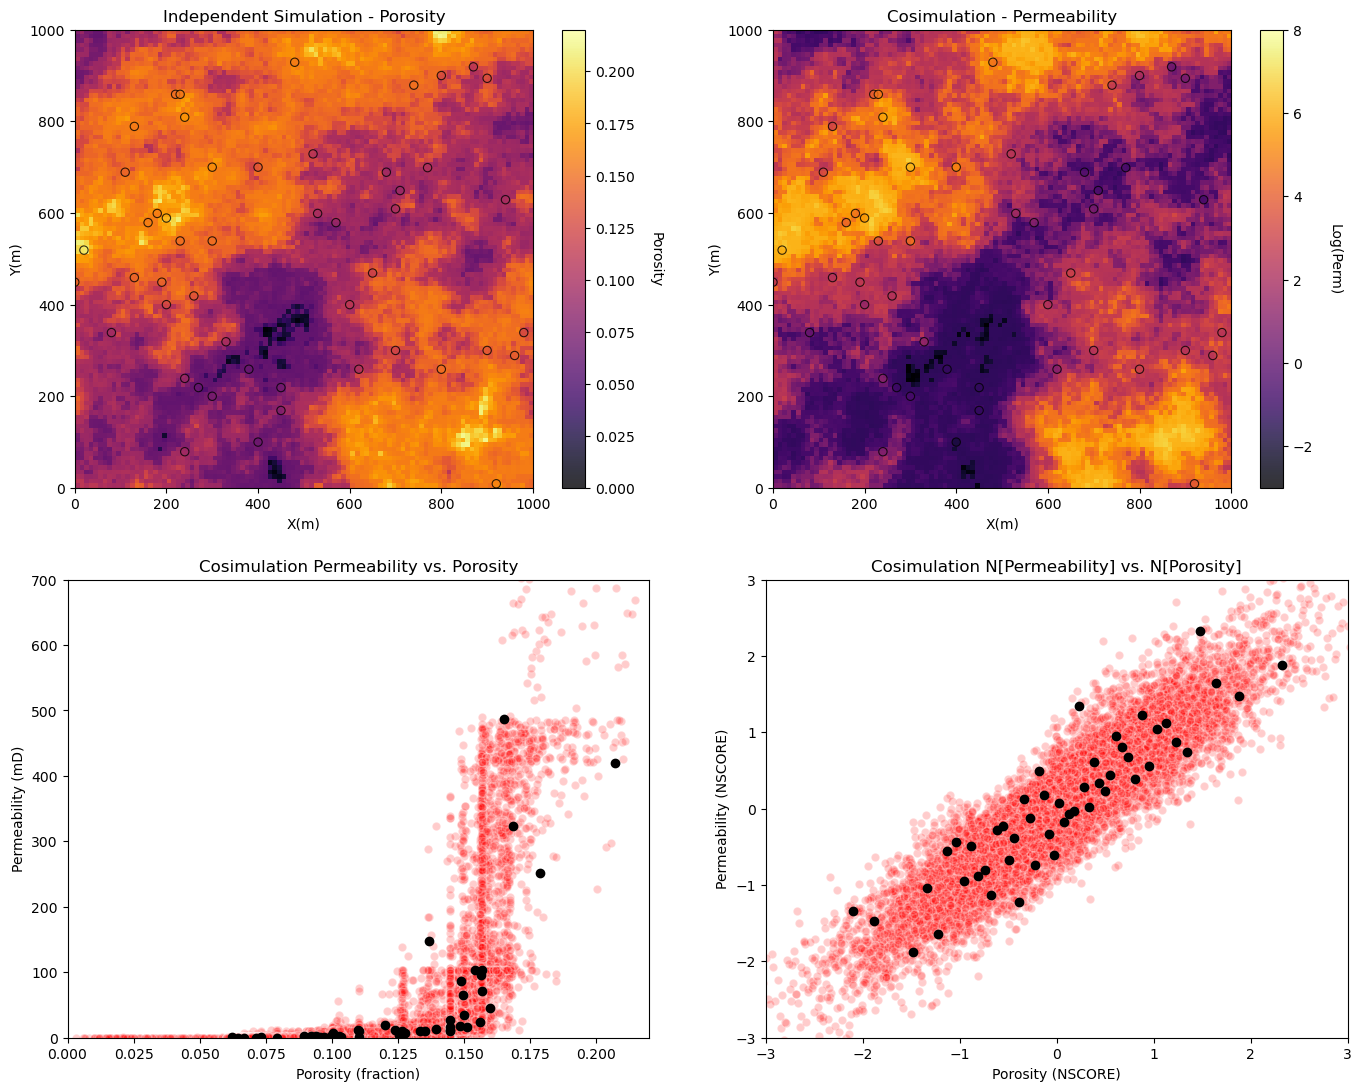 Independent Simulation - Porosity
1000
800
600
400
200
0
Y(m)
0 200 400 600 800 1000
X(m)
0.200
0.175
0.150
0.125
0.100
0.075
0.050
0.025
0.000
Porosity
Cosimulation - Permeability
1000
800
600
400
200
0
Y(m)
0 200 400 600 800 1000
X(m)
8
6
4
2
0
−2
Log(Perm)
Cosimulation Permeability vs. Porosity
700
600
500
400
300
200
100
0
Permeability (mD)
0.000 0.025 0.050 0.075 0.100 0.125 0.150 0.175 0.200
Porosity (fraction)
Cosimulation N[Permeability] vs. N[Porosity]
3
2
1
0
−1
−2
−3
Permeability (NSCORE)
−3 −2 −1 0 1 2 3
Porosity (NSCORE)